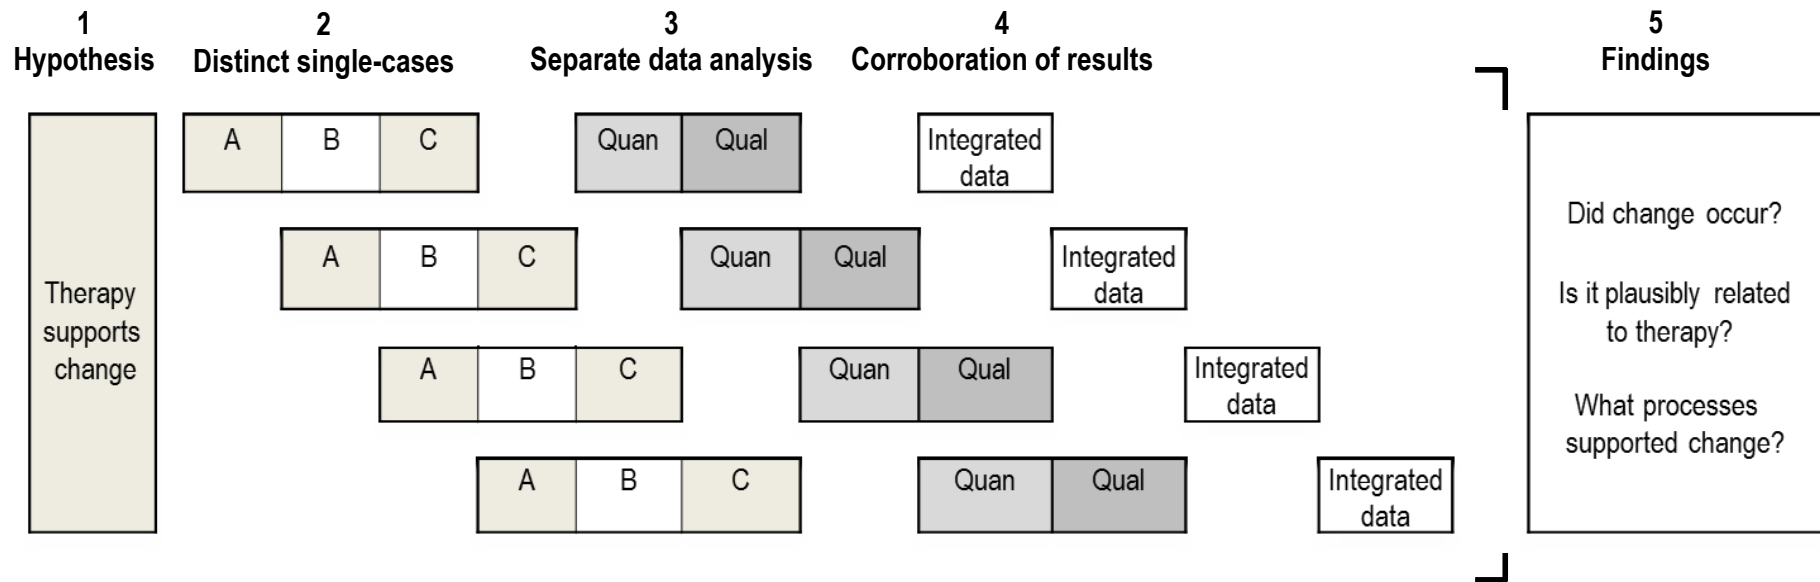 1
Hypothesis
2
Distinct single-cases
3
Separate data analysis
4
Corroboration of results
5
Findings
Therapy
supports
change
A B C
Quan Qual
Integrated
data
A B C
Quan Qual
Integrated
data
A B C
Quan Qual
Integrated
data
A B C
Quan Qual
Integrated
data
Did change occur?
Is it plausibly related
to therapy?
What processes
supported change?